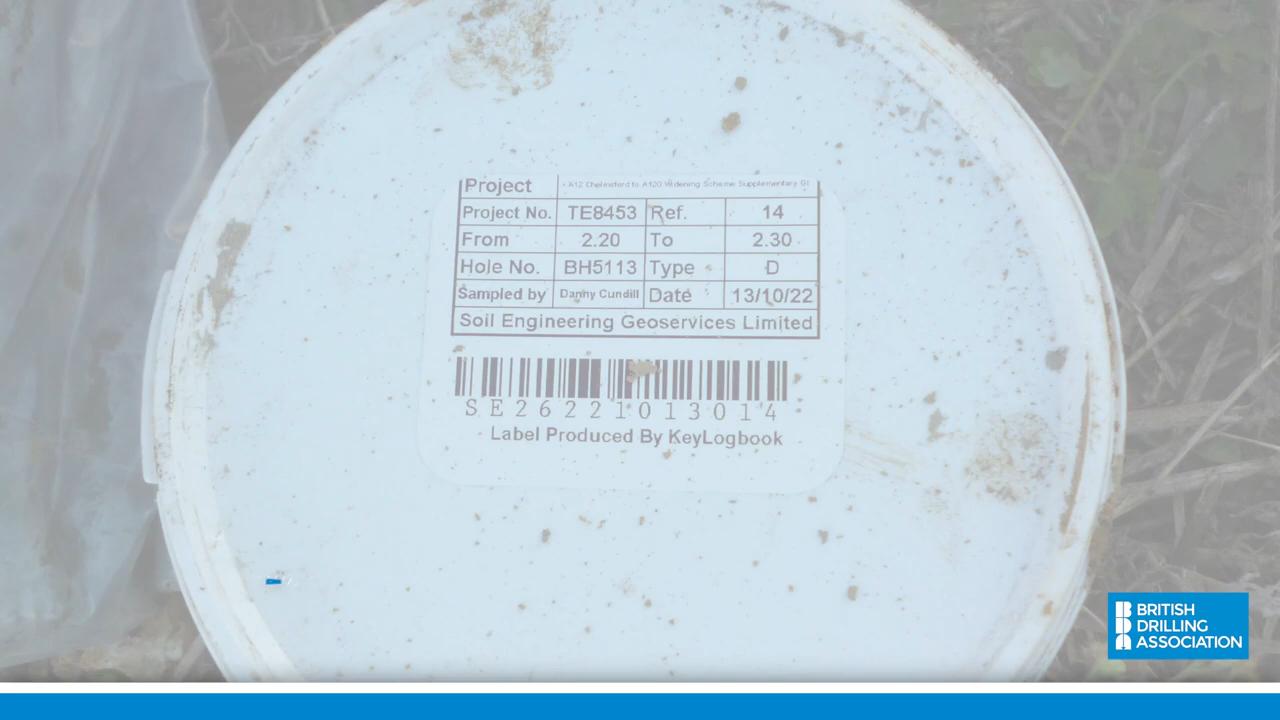 Project - A12 Chelmsford to A120 Widening Scheme Supplementary GI
Project No. TE8453 Ref. 14
From 2.20 To 2.30
Hole No. BH5113 Type D
Sampled by Danny Cundill Date 13/10/22
Soil Engineering Geoservices Limited
SE26221013014
Label Produced By KeyLogbook
BRITISH
DRILLING
ASSOCIATION